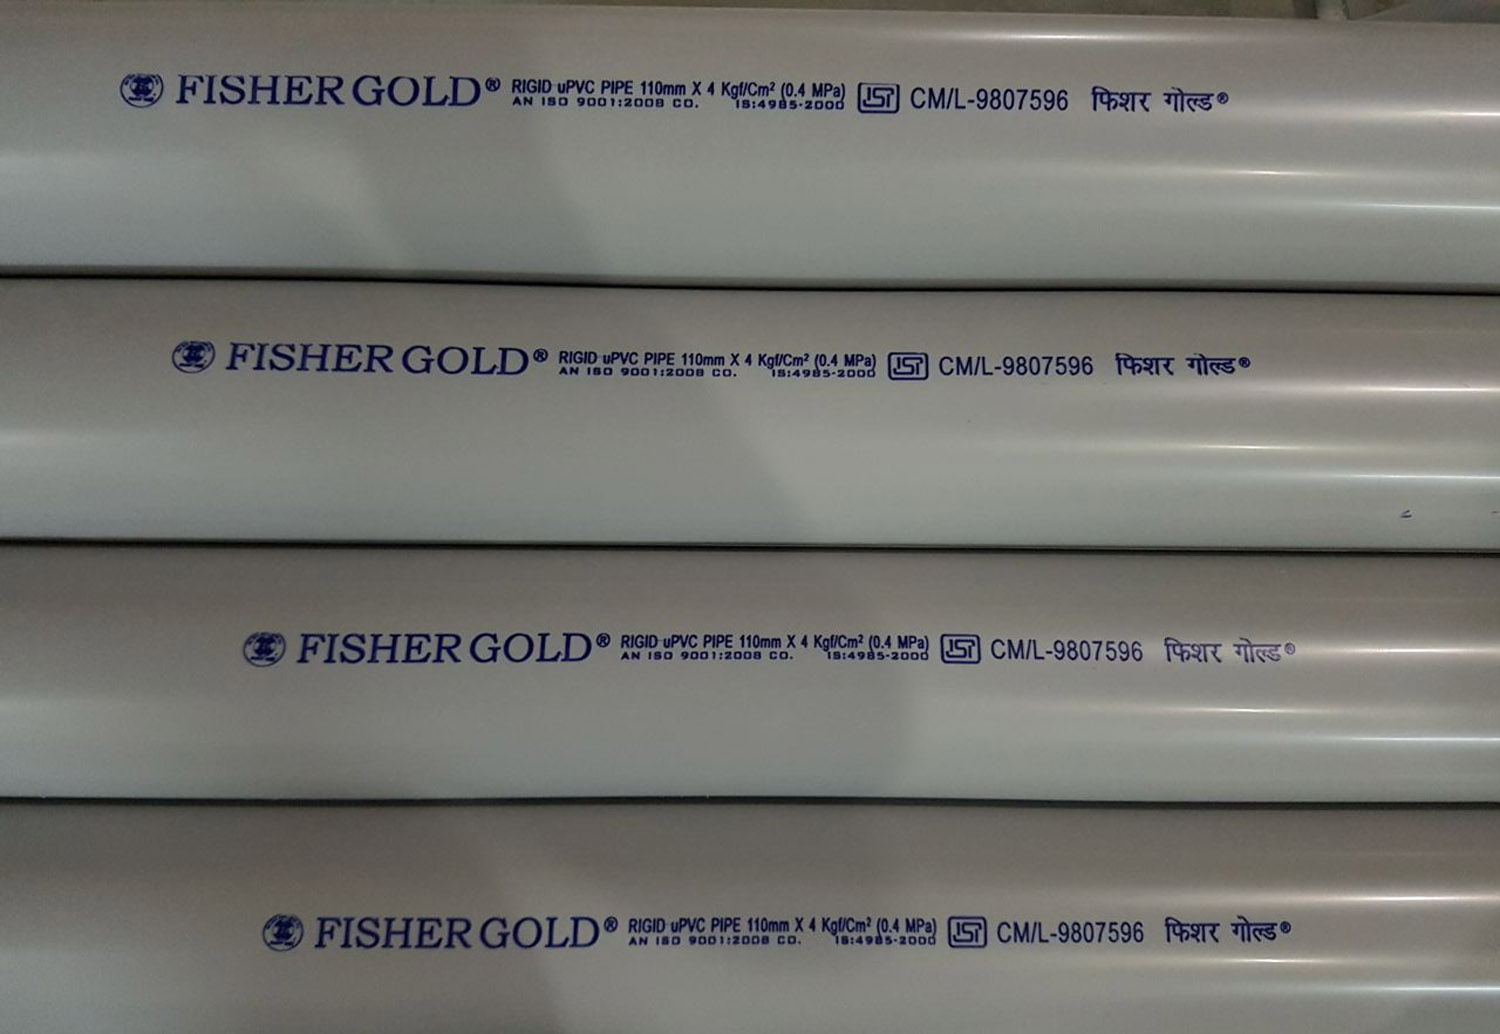 FISHER GOLD® RIGID uPVC PIPE 110mm X 4 Kgf/Cm² (0.4 MPa) ISI CM/L-9807596 फिशर गोल्ड®
AN ISO 9001:2008 CO. IS:4985-2000
FISHER GOLD® RIGID uPVC PIPE 110mm X 4 Kgf/Cm² (0.4 MPa) ISI CM/L-9807596 फिशर गोल्ड®
AN ISO 9001:2008 CO. IS:4985-2000
FISHER GOLD® RIGID uPVC PIPE 110mm X 4 Kgf/Cm² (0.4 MPa) ISI CM/L-9807596 फिशर गोल्ड®
AN ISO 9001:2008 CO. IS:4985-2000
FISHER GOLD® RIGID uPVC PIPE 110mm X 4 Kgf/Cm² (0.4 MPa) ISI CM/L-9807596 फिशर गोल्ड®
AN ISO 9001:2008 CO. IS:4985-2000